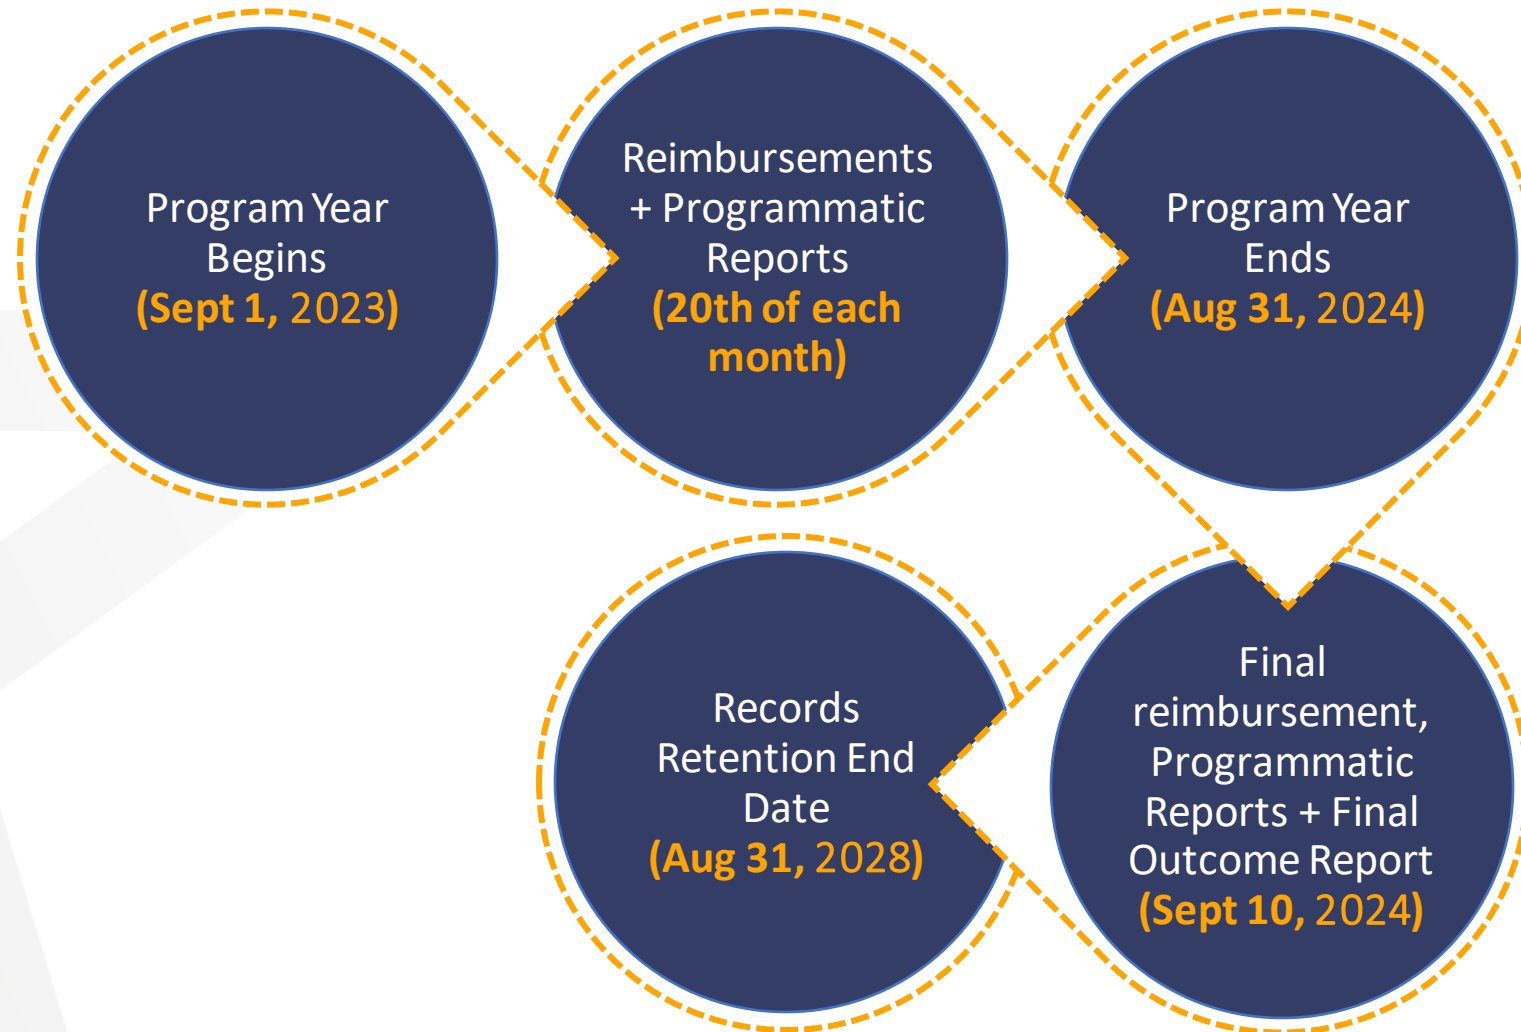 Program Year
Begins
(Sept 1, 2023)
Reimbursements
+ Programmatic
Reports
(20th of each
month)
Program Year
Ends
(Aug 31, 2024)
Final
reimbursement,
Programmatic
Reports + Final
Outcome Report
(Sept 10, 2024)
Records
Retention End
Date
(Aug 31, 2028)